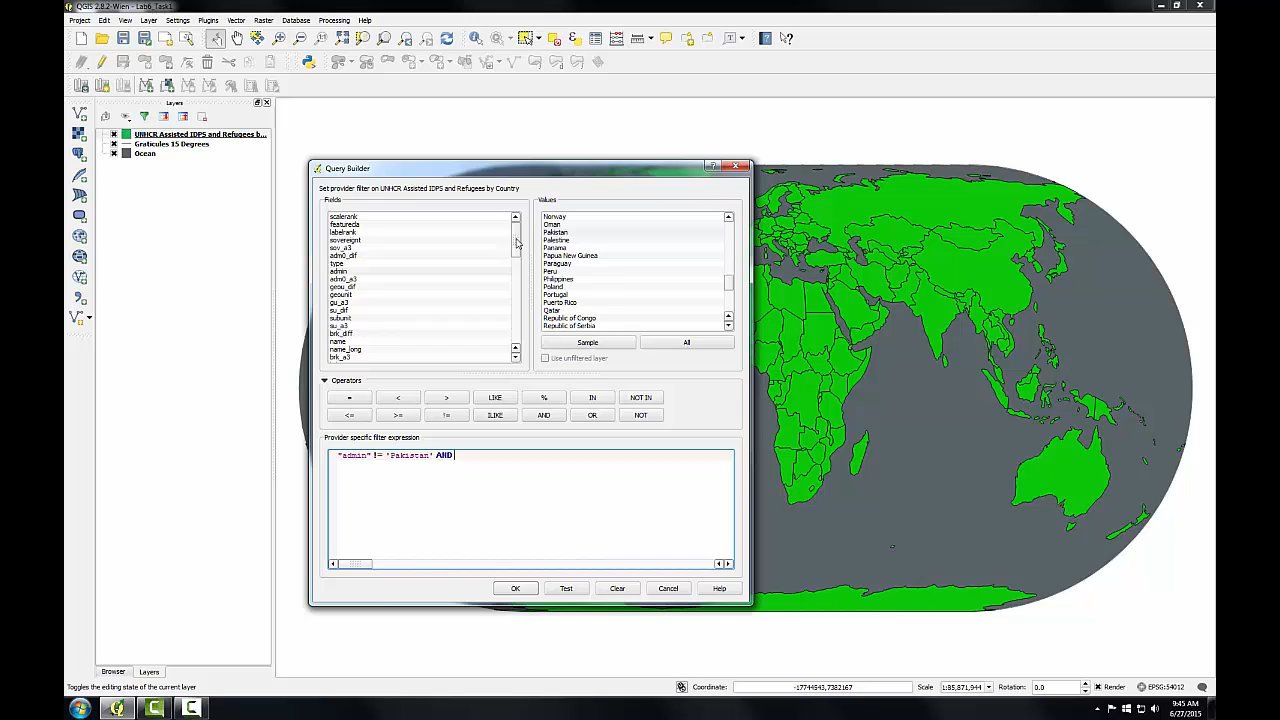 QGIS 2.8.2-Wien - Lab6_Task1
Project Edit View Layer Settings Plugins Vector Raster Database Processing Help
Layers
UNHCR Assisted IDPS and Refugees b...
Graticules 15 Degrees
Ocean
Query Builder
Set provider filter on UNHCR Assisted IDPS and Refugees by Country
Fields
scalerank
featurecla
labelrank
sovereignt
sov_a3
adm0_dif
type
admin
adm0_a3
geou_dif
geounit
gu_a3
su_dif
subunit
su_a3
brk_diff
name
name_long
brk_a3
Values
Norway
Oman
Pakistan
Palestine
Panama
Papua New Guinea
Paraguay
Peru
Philippines
Poland
Portugal
Puerto Rico
Qatar
Republic of Congo
Republic of Serbia
Sample All
Use unfiltered layer
Operators
= < > LIKE % IN NOT IN
<= >= != ILIKE AND OR NOT
Provider specific filter expression
"admin" != 'Pakistan' AND
OK Test Clear Cancel Help
Browser Layers
Toggles the editing state of the current layer
Coordinate: -17744543,7382167 Scale 1:85,871,944 Rotation: 0.0 Render EPSG:54012
9:45 AM
6/27/2015